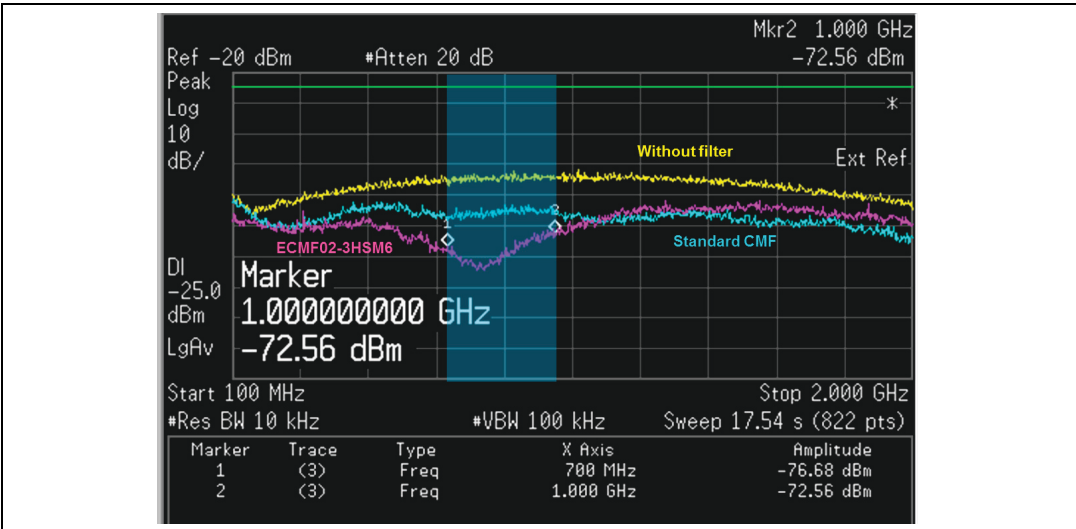 Mkr2 1.000 GHz
Ref -20 dBm #Atten 20 dB -72.56 dBm
Peak
Log
10
dB/
*
Without filter
Ext Ref
1
2
ECMF02-3HSM6
Standard CMF
DI
-25.0
dBm
LgAv
Marker
1.000000000 GHz
-72.56 dBm
Start 100 MHz Stop 2.000 GHz
#Res BW 10 kHz #VBW 100 kHz Sweep 17.54 s (822 pts)
Marker Trace Type X Axis Amplitude
1 (3) Freq 700 MHz -76.68 dBm
2 (3) Freq 1.000 GHz -72.56 dBm